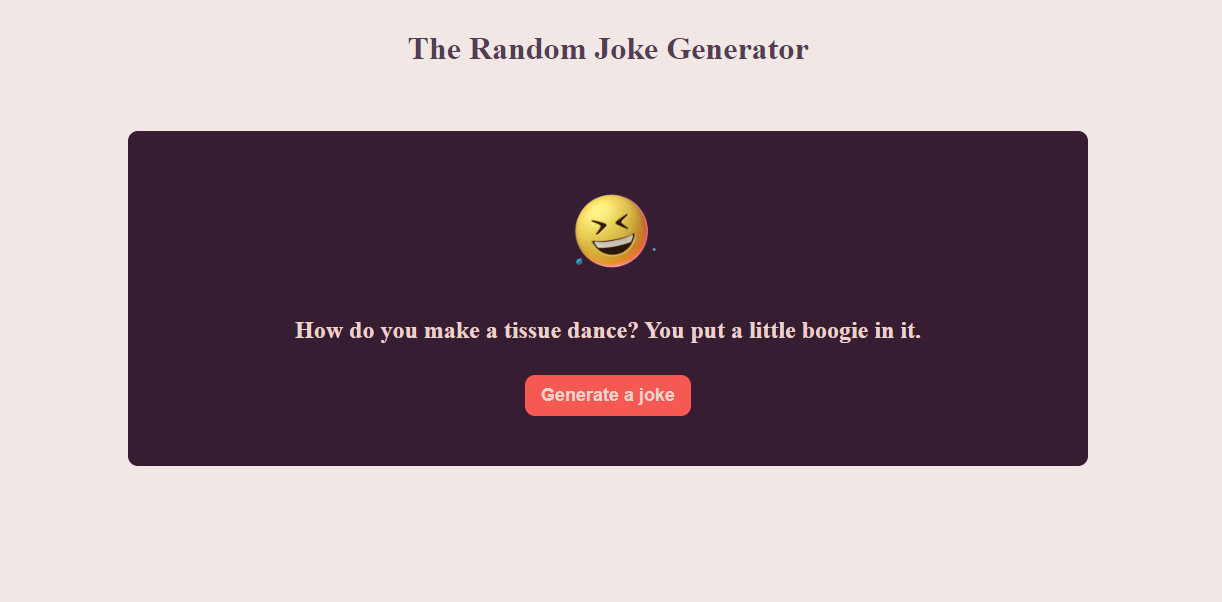 The Random Joke Generator
How do you make a tissue dance? You put a little boogie in it.
Generate a joke